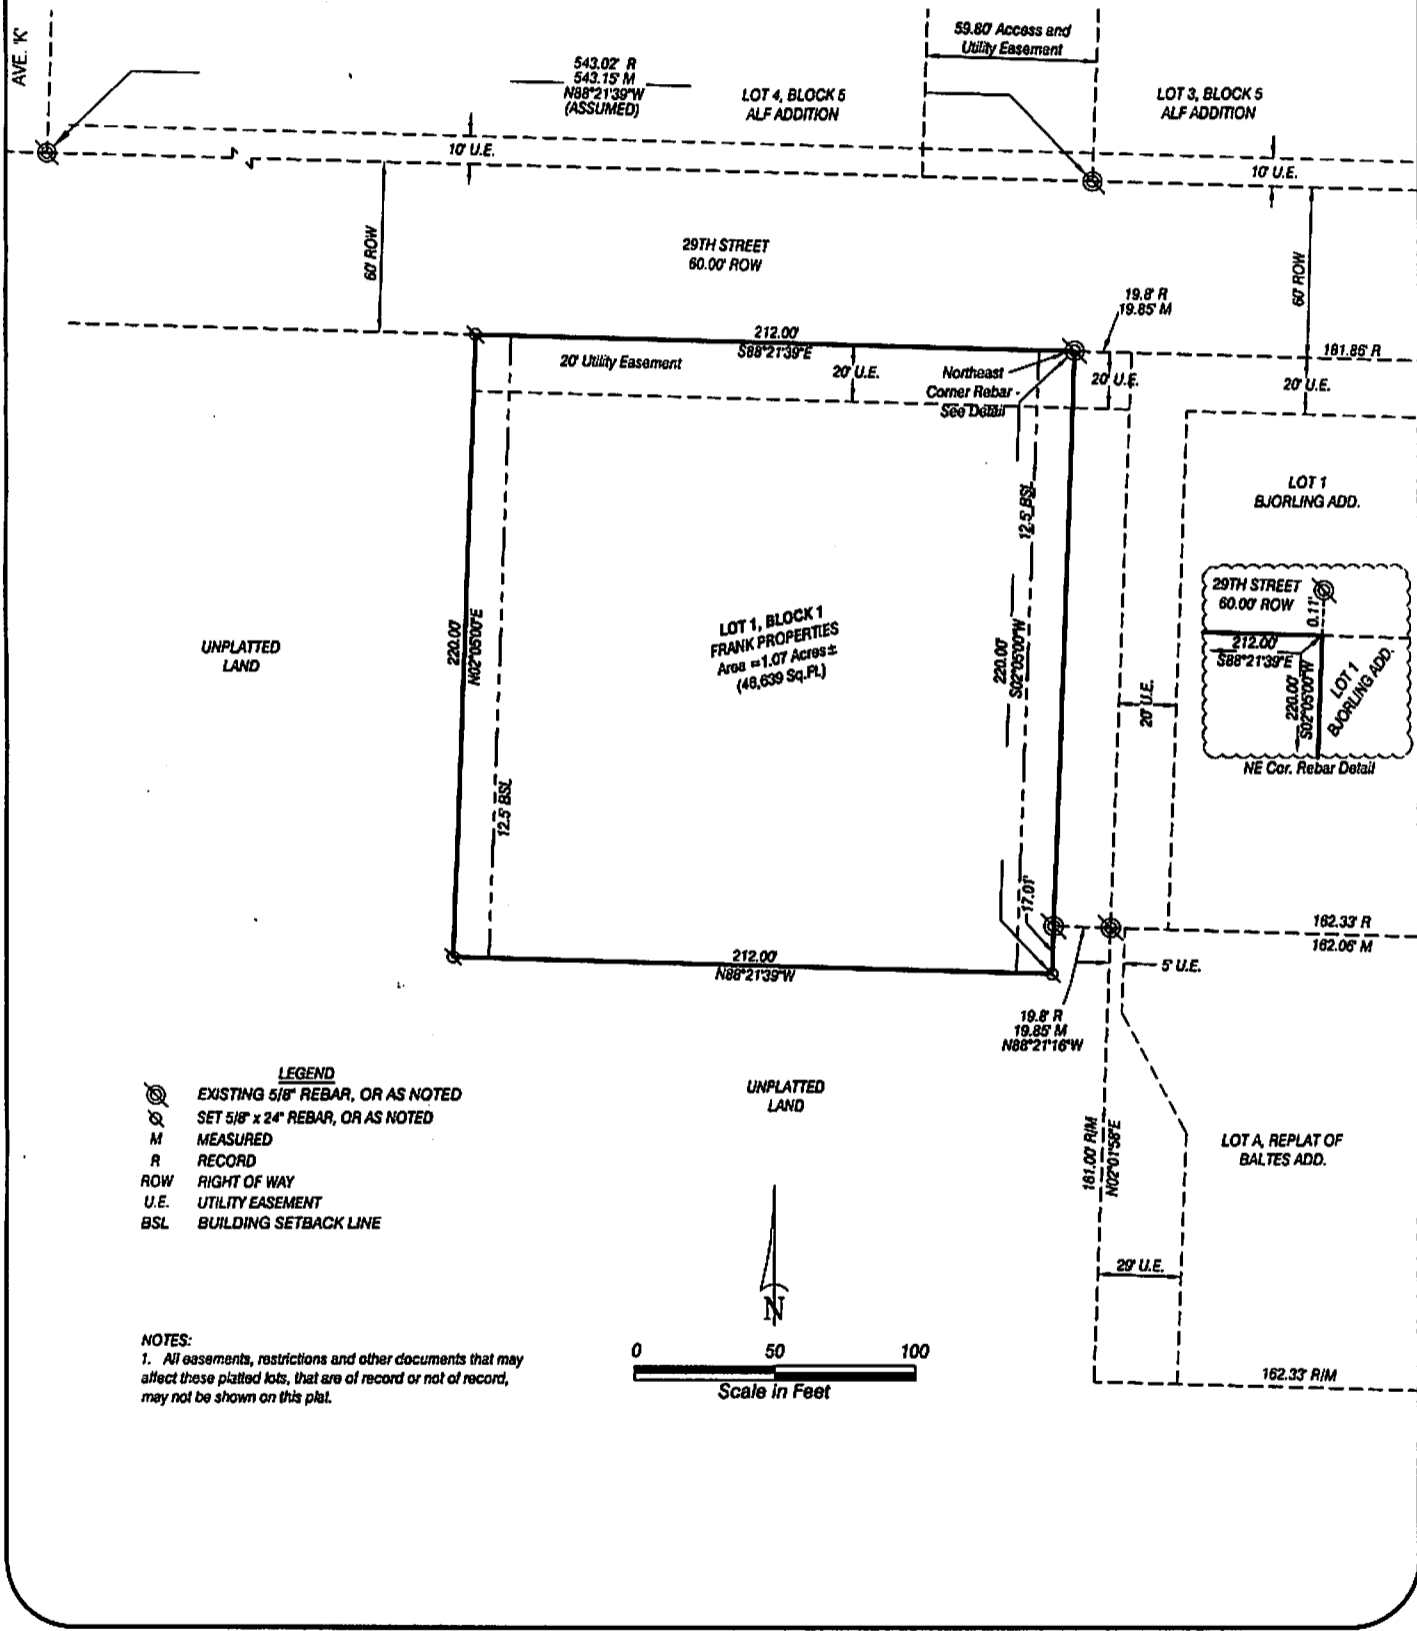 AVE. 'K'
543.02' R
543.15' M
N88°21'39"W
(ASSUMED)
LOT 4, BLOCK 5
ALF ADDITION
59.80' Access and
Utility Easement
LOT 3, BLOCK 5
ALF ADDITION
10' U.E.
10' U.E.
60' ROW
29TH STREET
60.00' ROW
60' ROW
19.8' R
19.85' M
212.00'
S88°21'39"E
181.86' R
20' Utility Easement
20' U.E.
Northeast
Corner Rebar -
See Detail
20' U.E.
20' U.E.
12.5' BSL
LOT 1
BJORLING ADD.
29TH STREET
60.00' ROW
0.11'
212.00'
S88°21'39"E
220.00'
S02°05'00"W
LOT 1
BJORLING ADD.
NE Cor. Rebar Detail
UNPLATTED
LAND
220.00'
N02°05'00"E
LOT 1, BLOCK 1
FRANK PROPERTIES
Area = 1.07 Acres±
(46,639 Sq.Ft.)
220.00'
S02°05'00"W
20' U.E.
12.5' BSL
17.01'
162.33' R
162.06' M
212.00'
N88°21'39"W
5' U.E.
19.8' R
19.85' M
N88°21'16"W
UNPLATTED
LAND
181.00' R/M
N02°01'58"E
LOT A, REPLAT OF
BALTES ADD.
29' U.E.
162.33' R/M
LEGEND
EXISTING 5/8" REBAR, OR AS NOTED
SET 5/8" x 24" REBAR, OR AS NOTED
M MEASURED
R RECORD
ROW RIGHT OF WAY
U.E. UTILITY EASEMENT
BSL BUILDING SETBACK LINE
N
NOTES:
1. All easements, restrictions and other documents that may
affect these platted lots, that are of record or not of record,
may not be shown on this plat.
0 50 100
Scale in Feet